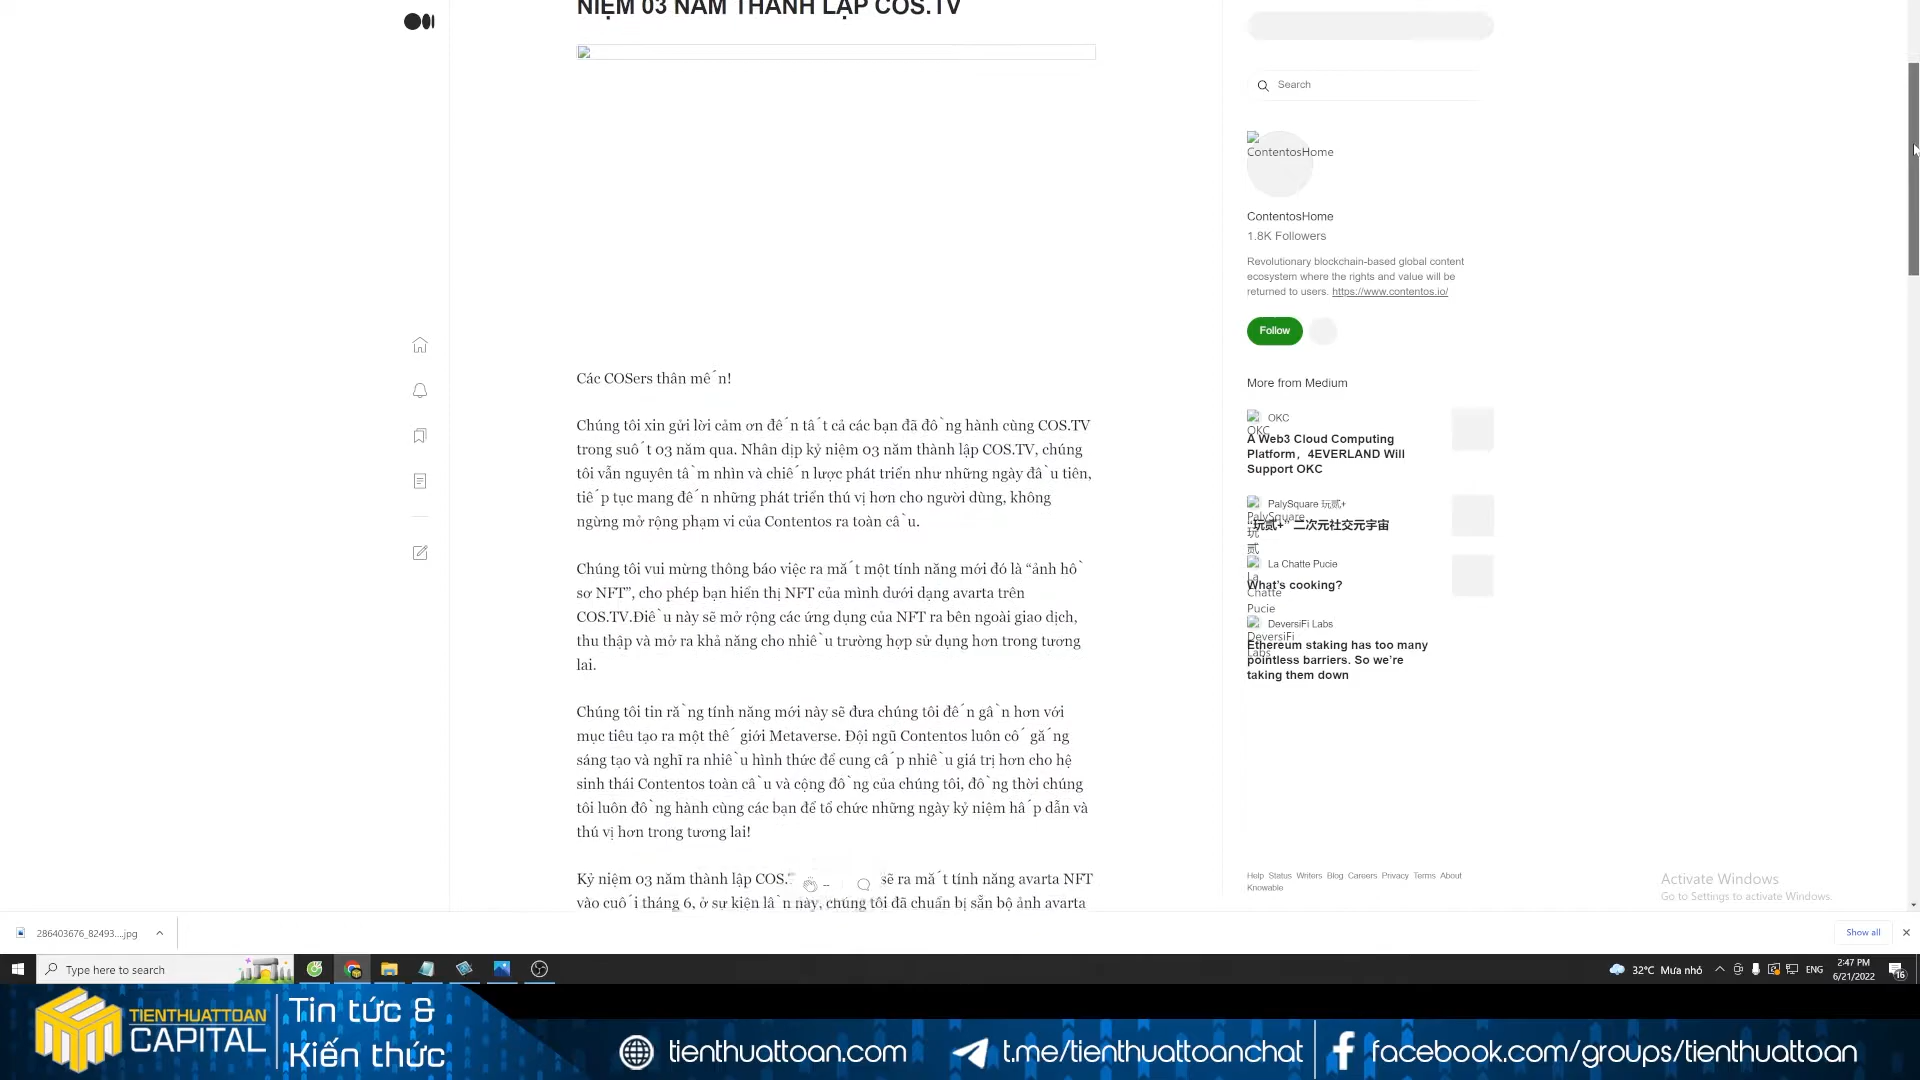 NIỆM 03 NĂM THÀNH LẬP COS.TV
Các COSers thân mến!
Chúng tôi xin gửi lời cảm ơn đến tất cả các bạn đã đồng hành cùng COS.TV
trong suốt 03 năm qua. Nhân dịp kỷ niệm 03 năm thành lập COS.TV, chúng
tôi vẫn nguyên tầm nhìn và chiến lược phát triển như những ngày đầu tiên,
tiếp tục mang đến những phát triển thú vị hơn cho người dùng, không
ngừng mở rộng phạm vi của Contentos ra toàn cầu.
Chúng tôi vui mừng thông báo việc ra mắt một tính năng mới đó là “ảnh hồ
sơ NFT”, cho phép bạn hiển thị NFT của mình dưới dạng avarta trên
COS.TV.Điều này sẽ mở rộng các ứng dụng của NFT ra bên ngoài giao dịch,
thu thập và mở ra khả năng cho nhiều trường hợp sử dụng hơn trong tương
lai.
Chúng tôi tin rằng tính năng mới này sẽ đưa chúng tôi đến gần hơn với
mục tiêu tạo ra một thế giới Metaverse. Đội ngũ Contentos luôn cố gắng
sáng tạo và nghĩ ra nhiều hình thức để cung cấp nhiều giá trị hơn cho hệ
sinh thái Contentos toàn cầu và cộng đồng của chúng tôi, đồng thời chúng
tôi luôn đồng hành cùng các bạn để tổ chức những ngày kỷ niệm hấp dẫn và
thú vị hơn trong tương lai!
Kỷ niệm 03 năm thành lập COS. sẽ ra mắt tính năng avarta NFT
vào cuối tháng 6, ở sự kiện lần này, chúng tôi đã chuẩn bị sẵn bộ ảnh avarta
Search
ContentosHome
ContentosHome
1.8K Followers
Revolutionary blockchain-based global content
ecosystem where the rights and value will be
returned to users. https://www.contentos.io/
Follow
More from Medium
OKC
OKC
A Web3 Cloud Computing
Platform，4EVERLAND Will
Support OKC
PalySquare 玩贰+
PalySquare
玩
贰
“玩贰+” 二次元社交元宇宙
La Chatte Pucie
La
Chatte
Pucie
What’s cooking?
DeversiFi Labs
DeversiFi
Labs
Ethereum staking has too many
pointless barriers. So we’re
taking them down
Help Status Writers Blog Careers Privacy Terms About
Knowable
Activate Windows
Go to Settings to activate Windows.
286403676_82493....jpg
Show all
Type here to search
32°C Mưa nhỏ
ENG
2:47 PM
6/21/2022
16
TIENTHUATTOAN
CAPITAL
Tin tức &
Kiến thức
tienthuattoan.com
t.me/tienthuattoanchat
facebook.com/groups/tienthuattoan